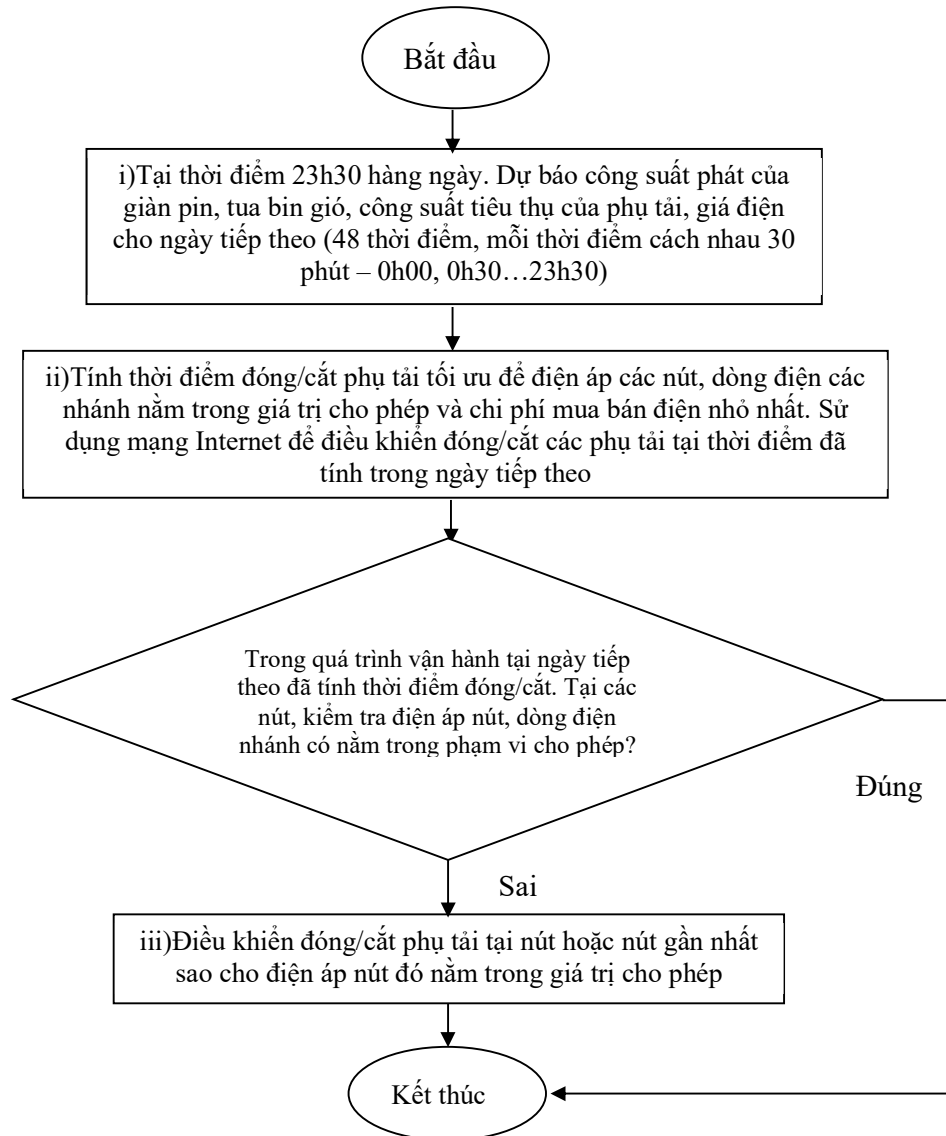 Bắt đầu
i)Tại thời điểm 23h30 hàng ngày. Dự báo công suất phát của
giàn pin, tua bin gió, công suất tiêu thụ của phụ tải, giá điện
cho ngày tiếp theo (48 thời điểm, mỗi thời điểm cách nhau 30
phút – 0h00, 0h30…23h30)
ii)Tính thời điểm đóng/cắt phụ tải tối ưu để điện áp các nút, dòng điện các
nhánh nằm trong giá trị cho phép và chi phí mua bán điện nhỏ nhất. Sử
dụng mạng Internet để điều khiển đóng/cắt các phụ tải tại thời điểm đã
tính trong ngày tiếp theo
Trong quá trình vận hành tại ngày tiếp
theo đã tính thời điểm đóng/cắt. Tại các
nút, kiểm tra điện áp nút, dòng điện
nhánh có nằm trong phạm vi cho phép?
Đúng
Sai
iii)Điều khiển đóng/cắt phụ tải tại nút hoặc nút gần nhất
sao cho điện áp nút đó nằm trong giá trị cho phép
Kết thúc